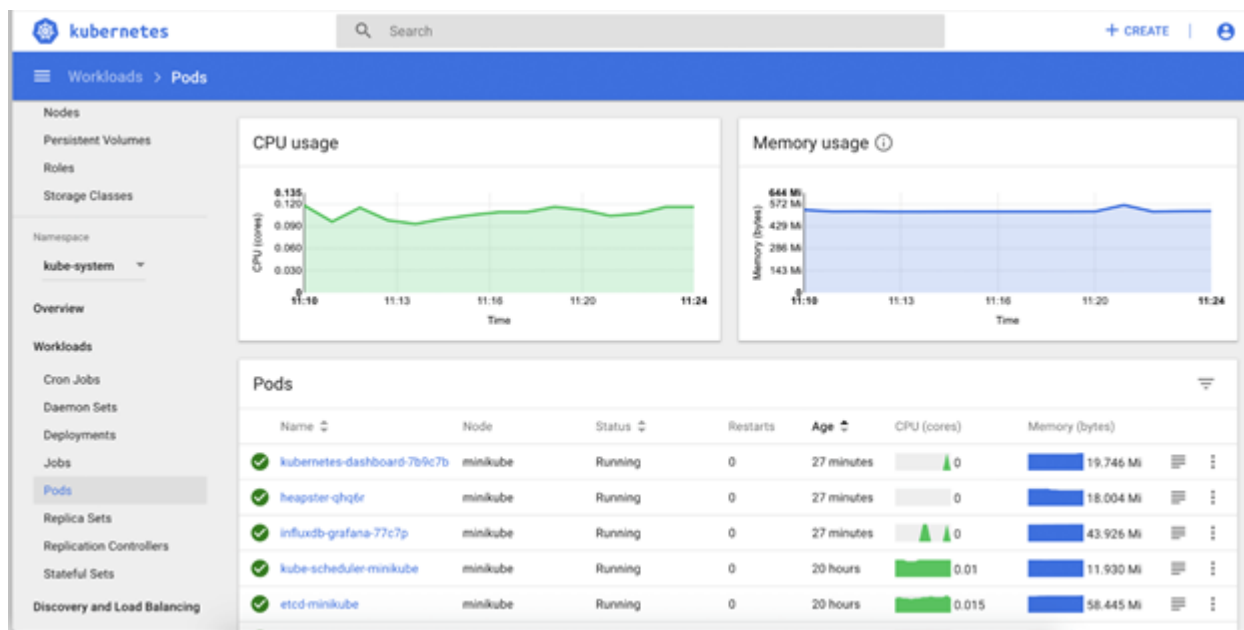 kubernetes
Search
+ CREATE
Workloads > Pods
Nodes
Persistent Volumes
Roles
Storage Classes
Namespace
kube-system
Overview
Workloads
Cron Jobs
Daemon Sets
Deployments
Jobs
Pods
Replica Sets
Replication Controllers
Stateful Sets
Discovery and Load Balancing
CPU usage
CPU (cores)
0.135
0.120
0.090
0.060
0.030
0
11:10 11:13 11:16 11:20 11:24
Time
Memory usage
Memory (bytes)
644 Mi
572 Mi
429 Mi
286 Mi
143 Mi
0
11:10 11:13 11:16 11:20 11:24
Time
Pods
Name Node Status Restarts Age CPU (cores) Memory (bytes)
kubernetes-dashboard-7b9c7b minikube Running 0 27 minutes 0 19.746 Mi
heapster-qhq6r minikube Running 0 27 minutes 0 18.004 Mi
influxdb-grafana-77c7p minikube Running 0 27 minutes 0 43.926 Mi
kube-scheduler-minikube minikube Running 0 20 hours 0.01 11.930 Mi
etcd-minikube minikube Running 0 20 hours 0.015 58.445 Mi